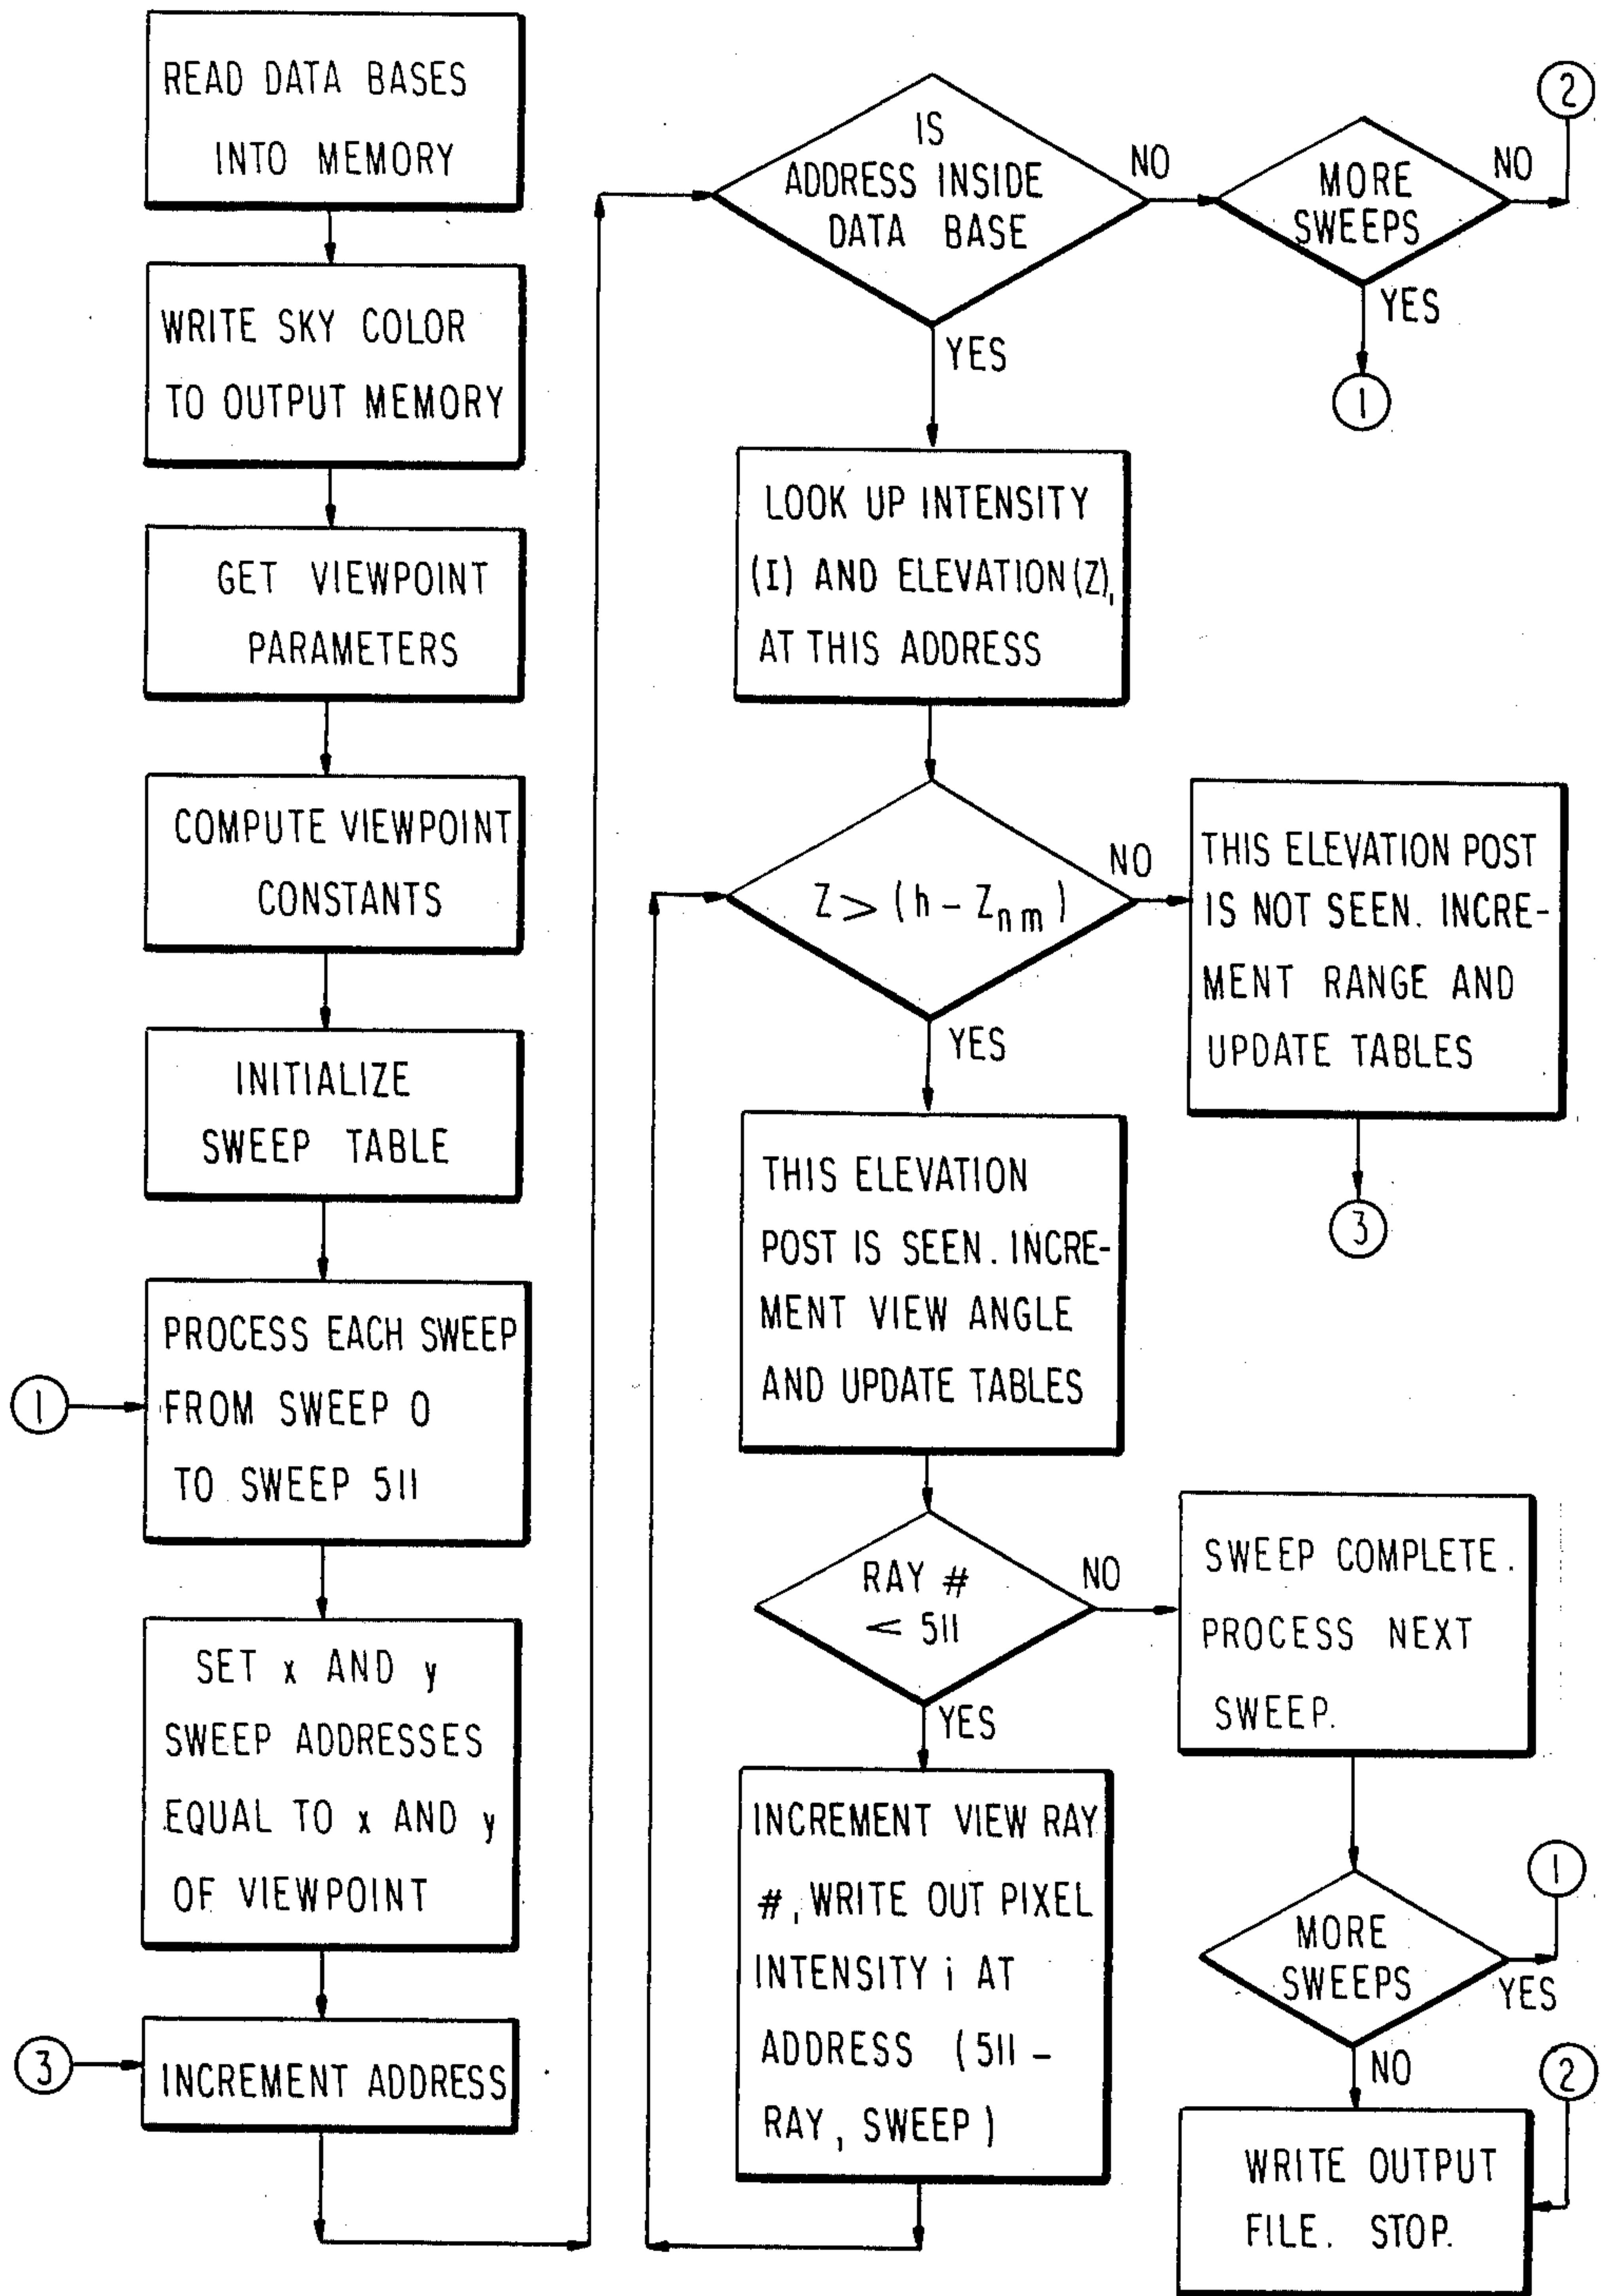 READ DATA BASES
INTO MEMORY
WRITE SKY COLOR
TO OUTPUT MEMORY
GET VIEWPOINT
PARAMETERS
COMPUTE VIEWPOINT
CONSTANTS
INITIALIZE
SWEEP TABLE
1
PROCESS EACH SWEEP
FROM SWEEP 0
TO SWEEP 511
SET x AND y
SWEEP ADDRESSES
EQUAL TO x AND y
OF VIEWPOINT
3
INCREMENT ADDRESS
IS
ADDRESS INSIDE
DATA BASE
NO
YES
MORE
SWEEPS
NO
2
YES
1
LOOK UP INTENSITY
(I) AND ELEVATION(Z),
AT THIS ADDRESS
Z > (h - Znm)
NO
YES
THIS ELEVATION POST
IS NOT SEEN. INCRE-
MENT RANGE AND
UPDATE TABLES
3
THIS ELEVATION
POST IS SEEN. INCRE-
MENT VIEW ANGLE
AND UPDATE TABLES
RAY #
< 511
NO
YES
SWEEP COMPLETE.
PROCESS NEXT
SWEEP.
INCREMENT VIEW RAY
#, WRITE OUT PIXEL
INTENSITY i AT
ADDRESS (511 -
RAY, SWEEP)
MORE
SWEEPS
1
YES
NO
2
WRITE OUTPUT
FILE. STOP.